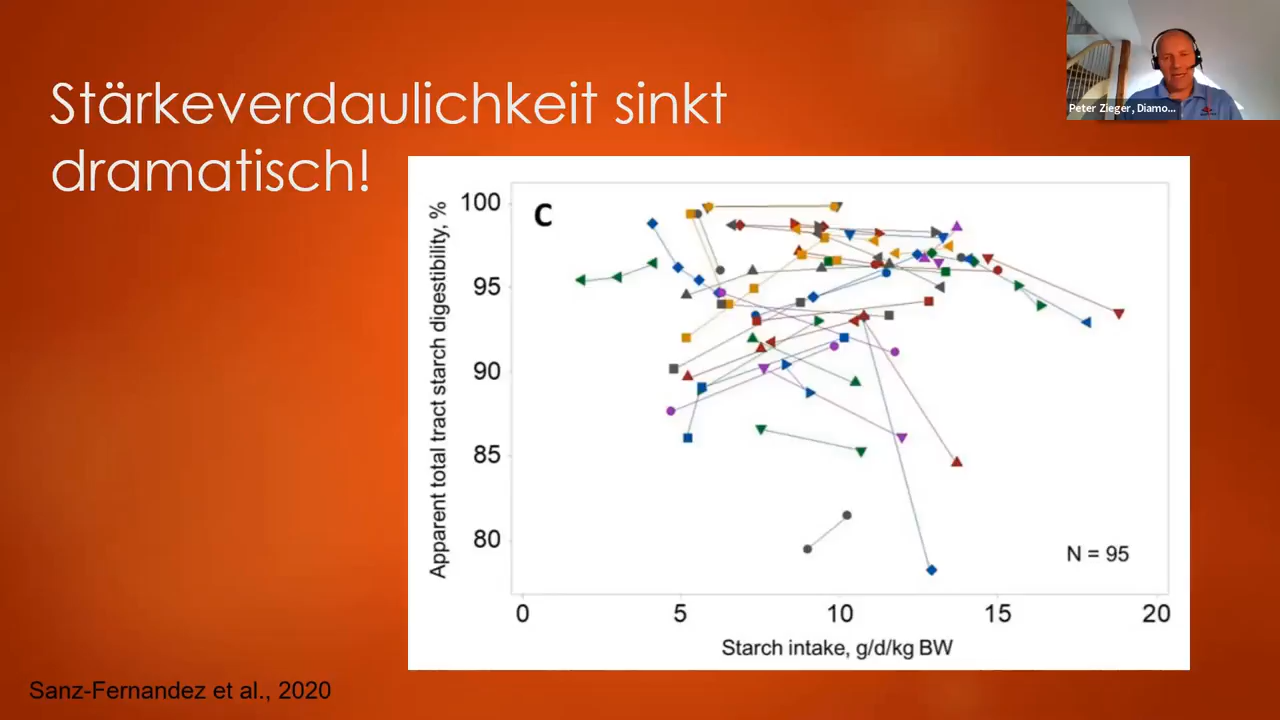 Stärkeverdaulichkeit sinkt
dramatisch!
Peter Zieger, Diamo...
C
Apparent total tract starch digestibility, %
100
95
90
85
80
N = 95
0 5 10 15 20
Starch intake, g/d/kg BW
Sanz-Fernandez et al., 2020